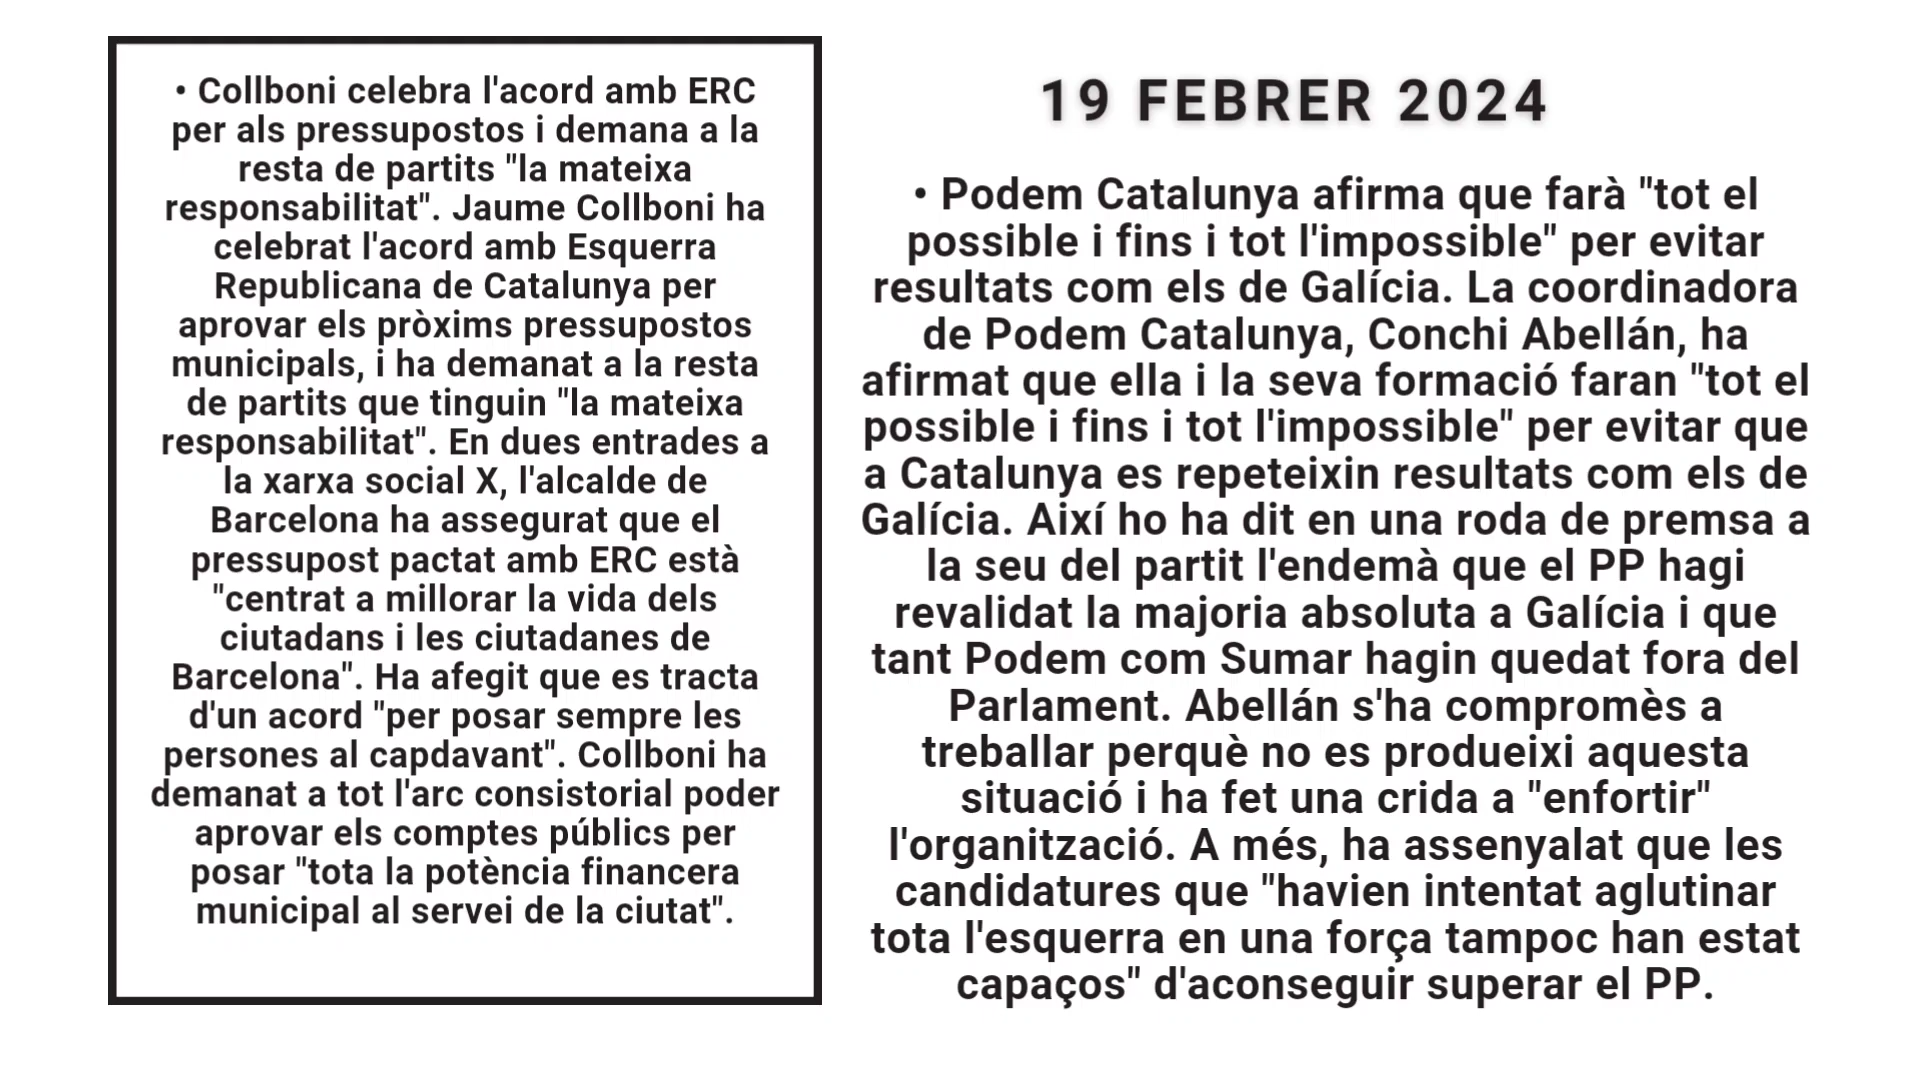 • Collboni celebra l'acord amb ERC
per als pressupostos i demana a la
resta de partits "la mateixa
responsabilitat". Jaume Collboni ha
celebrat l'acord amb Esquerra
Republicana de Catalunya per
aprovar els pròxims pressupostos
municipals, i ha demanat a la resta
de partits que tinguin "la mateixa
responsabilitat". En dues entrades a
la xarxa social X, l'alcalde de
Barcelona ha assegurat que el
pressupost pactat amb ERC està
"centrat a millorar la vida dels
ciutadans i les ciutadanes de
Barcelona". Ha afegit que es tracta
d'un acord "per posar sempre les
persones al capdavant". Collboni ha
demanat a tot l'arc consistorial poder
aprovar els comptes públics per
posar "tota la potència financera
municipal al servei de la ciutat".
19 FEBRER 2024
• Podem Catalunya afirma que farà "tot el
possible i fins i tot l'impossible" per evitar
resultats com els de Galícia. La coordinadora
de Podem Catalunya, Conchi Abellán, ha
afirmat que ella i la seva formació faran "tot el
possible i fins i tot l'impossible" per evitar que
a Catalunya es repeteixin resultats com els de
Galícia. Així ho ha dit en una roda de premsa a
la seu del partit l'endemà que el PP hagi
revalidat la majoria absoluta a Galícia i que
tant Podem com Sumar hagin quedat fora del
Parlament. Abellán s'ha compromès a
treballar perquè no es produeixi aquesta
situació i ha fet una crida a "enfortir"
l'organització. A més, ha assenyalat que les
candidatures que "havien intentat aglutinar
tota l'esquerra en una força tampoc han estat
capaços" d'aconseguir superar el PP.